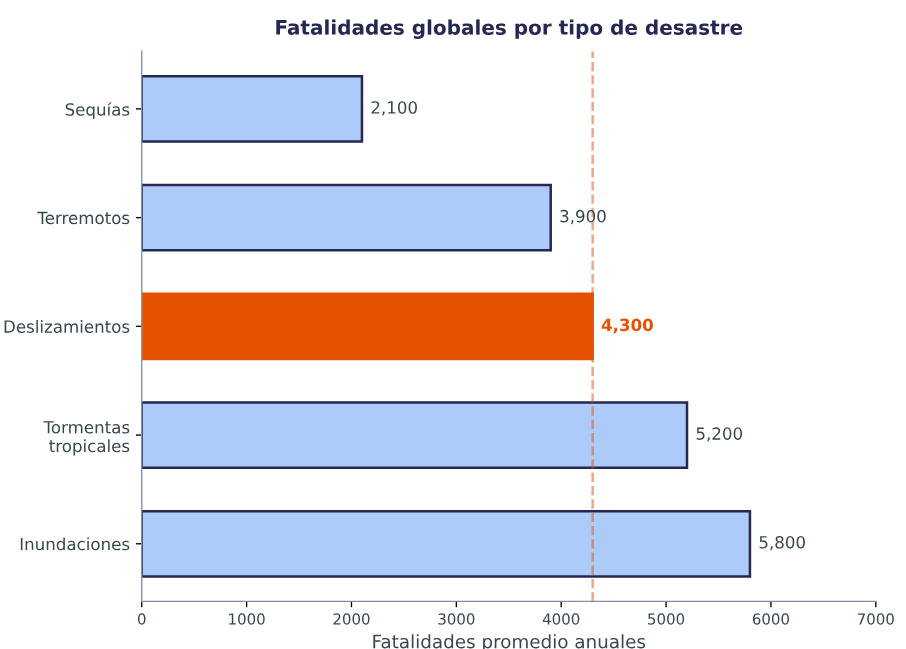 Fatalidades globales por tipo de desastre
Sequías
2,100
Terremotos
3,900
Deslizamientos
4,300
Tormentas
tropicales
5,200
Inundaciones
5,800
0 1000 2000 3000 4000 5000 6000 7000
Fatalidades promedio anuales